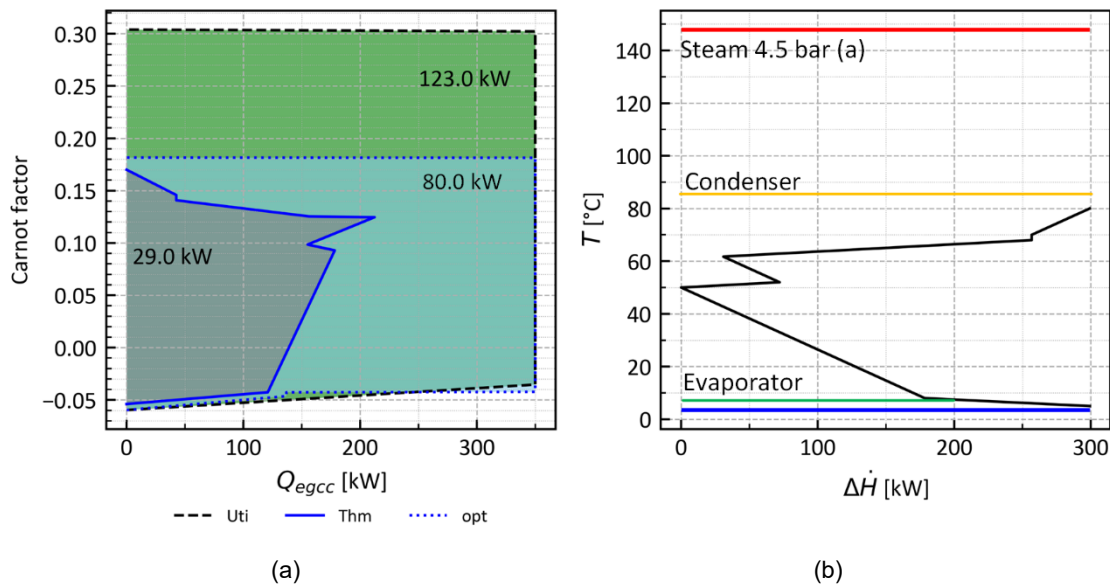 0.30
0.25
0.20
0.15
0.10
0.05
0.00
−0.05
Carnot factor
123.0 kW
80.0 kW
29.0 kW
0
100
200
300
Q_egcc [kW]
Uti
Thm
opt
(a)
140
120
100
80
60
40
20
0
T [°C]
Steam 4.5 bar (a)
Condenser
Evaporator
0
100
200
300
ΔḢ [kW]
(b)